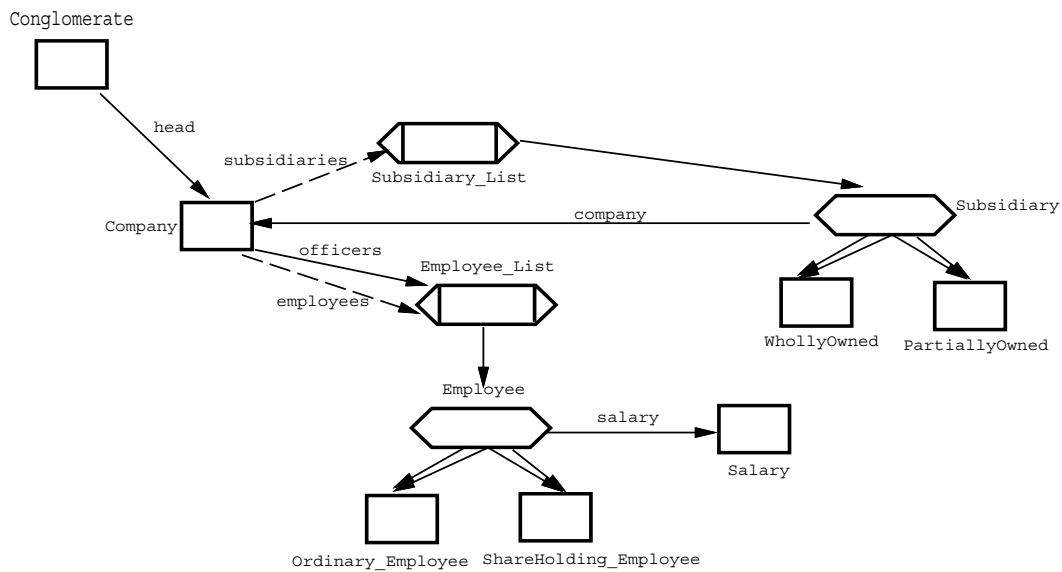 Conglomerate
head
subsidiaries
Subsidiary_List
Subsidiary
company
Company
officers
Employee_List
employees
WhollyOwned
PartiallyOwned
Employee
salary
Salary
Ordinary_Employee
ShareHolding_Employee